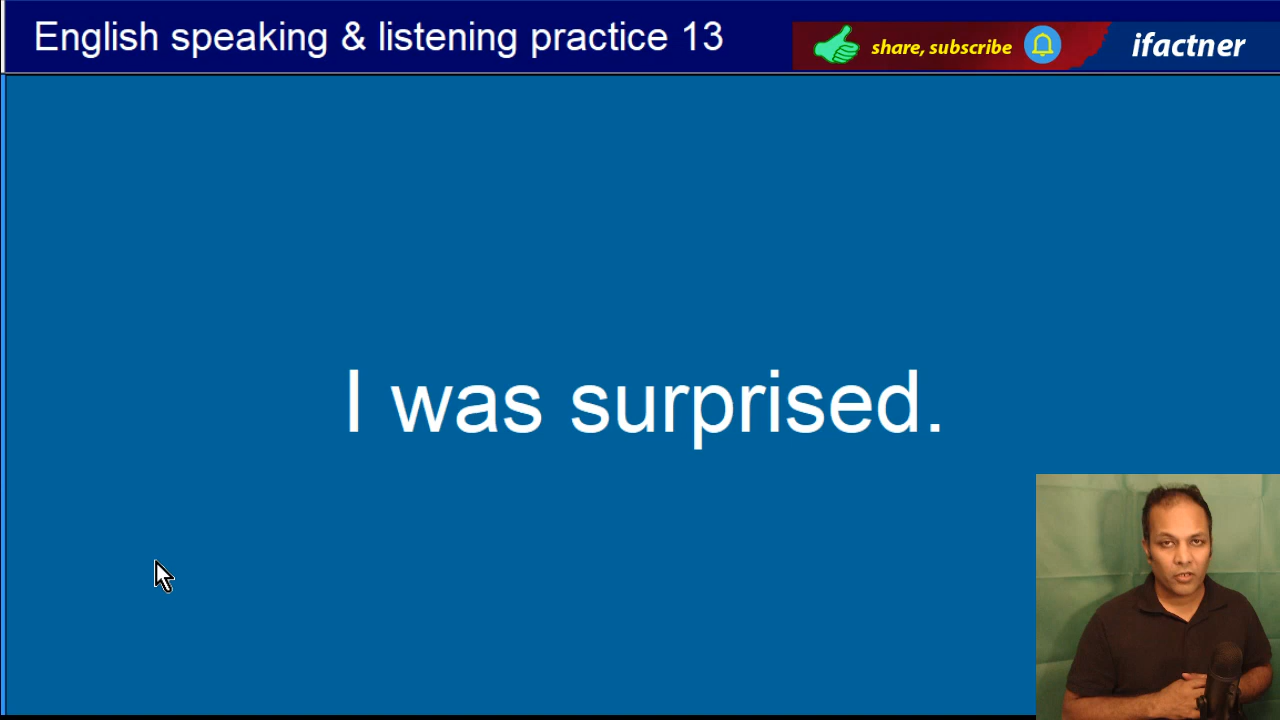 English speaking & listening practice 13
share, subscribe
ifactner
I was surprised.